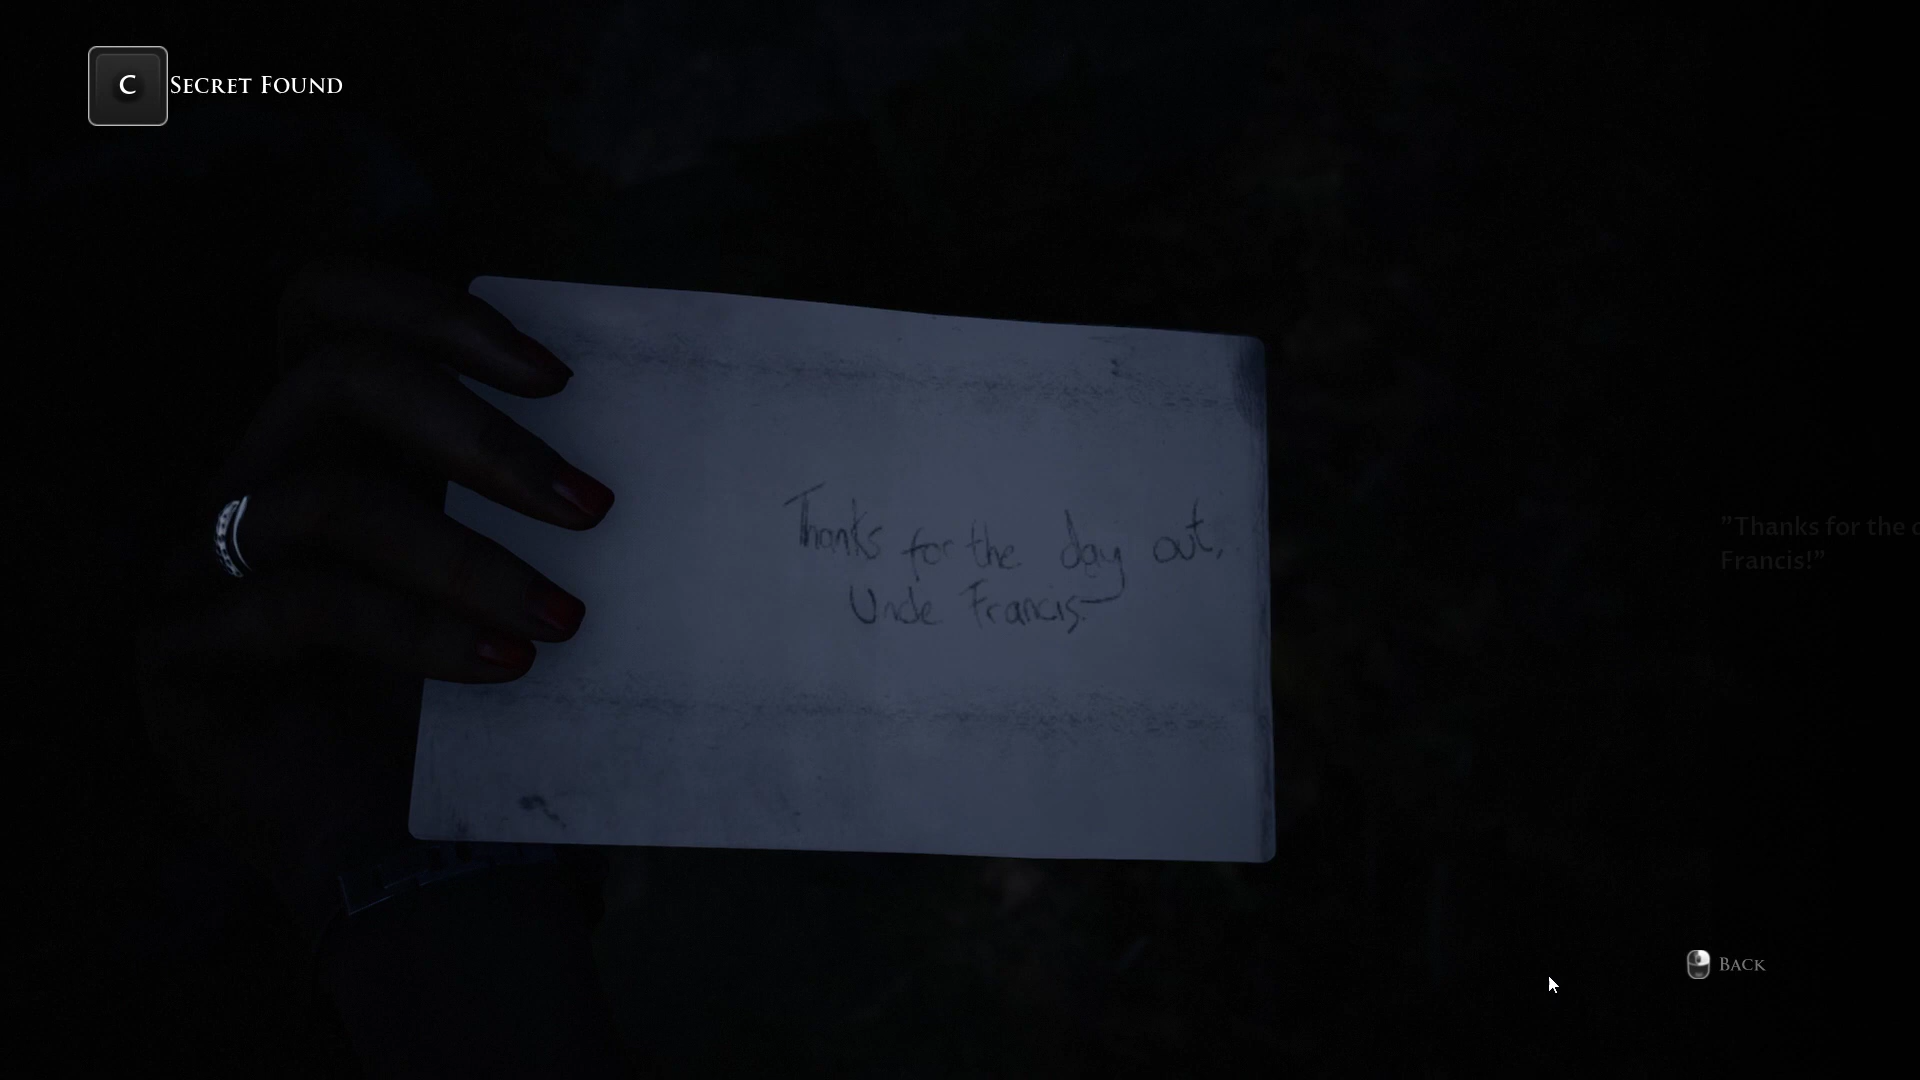 C Secret Found
Thanks for the day out,
Uncle Francis
"Thanks for the
Francis!"
Back